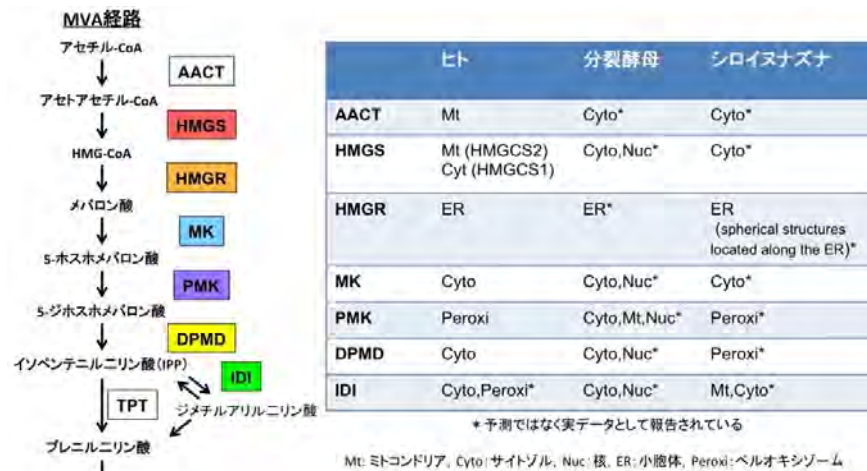 MVA経路
アセチル-CoA
AACT
アセトアセチル-CoA
HMGS
HMG-CoA
HMGR
メバロン酸
MK
5-ホスホメバロン酸
PMK
5-ジホスホメバロン酸
DPMD
イソペンテニル二リン酸(IPP)
IDI
TPT
ジメチルアリル二リン酸
プレニル二リン酸
ヒト 分裂酵母 シロイヌナズナ
AACT Mt Cyto* Cyto*
HMGS Mt (HMGCS2) Cyto,Nuc* Cyto*
Cyt (HMGCS1)
HMGR ER ER* ER
(spherical structures
located along the ER)*
MK Cyto Cyto,Nuc* Cyto*
PMK Peroxi Cyto,Mt,Nuc* Peroxi*
DPMD Cyto Cyto,Nuc* Peroxi*
IDI Cyto,Peroxi* Cyto,Nuc* Mt,Cyto*
* 予測ではなく実データとして報告されている
Mt: ミトコンドリア, Cyto: サイトゾル, Nuc: 核, ER: 小胞体, Peroxi: ペルオキシゾーム